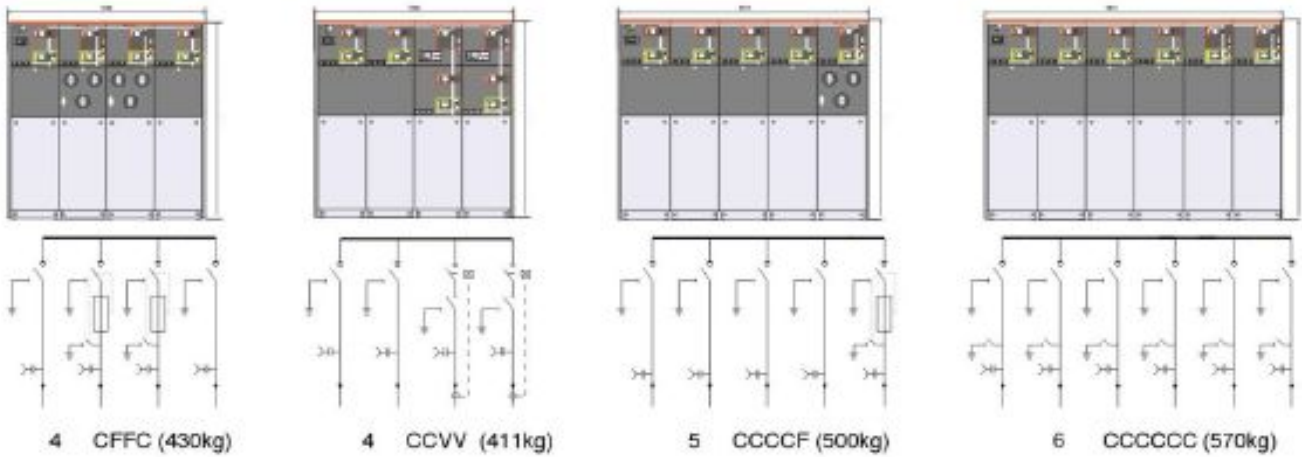 4 CFFC (430kg)
4 CCVV (411kg)
5 CCCCF (500kg)
6 CCCCCC (570kg)